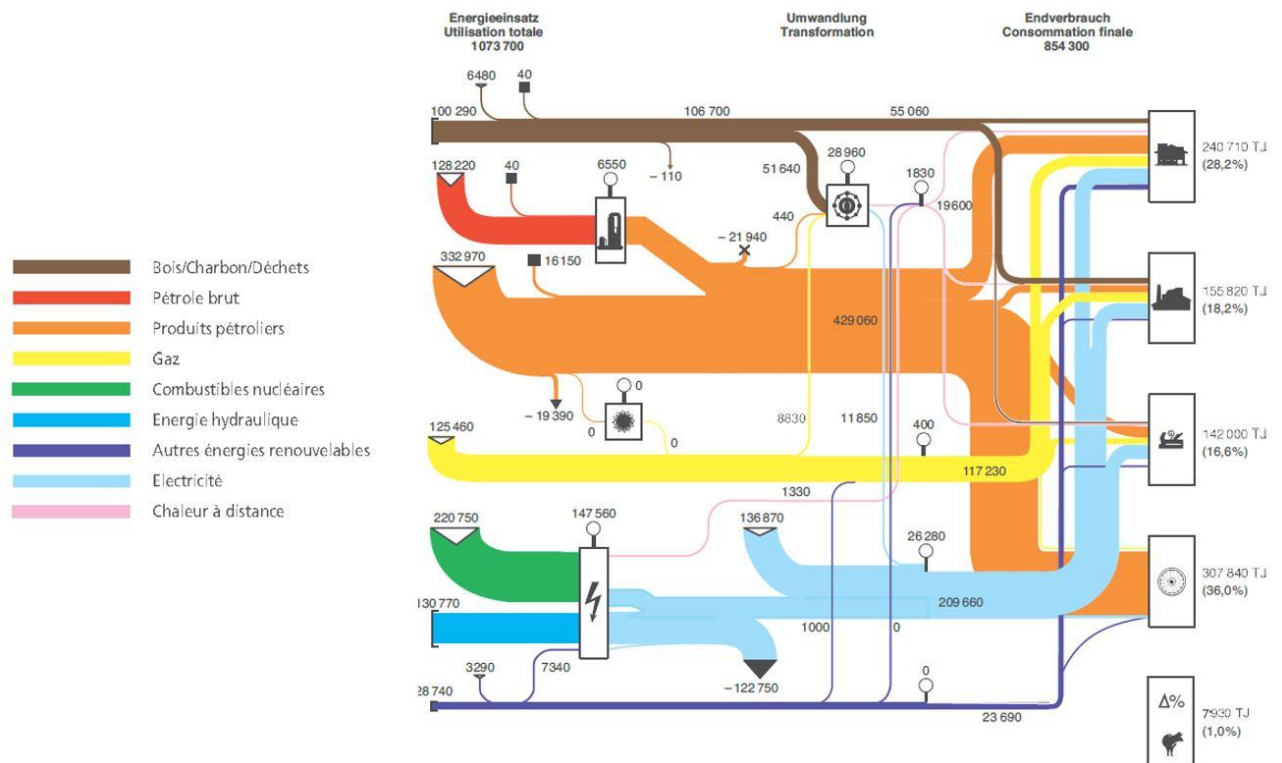 Energieeinsatz
Utilisation totale
1 073 700
Umwandlung
Transformation
Endverbrauch
Consommation finale
854 300
6480
40
100 290
106 700
55 060
240 710 TJ
(28,2%)
128 220
40
6550
– 110
51 640
28 960
1830
19 600
440
– 21 940
332 970
16 150
155 820 TJ
(18,2%)
429 060
Bois/Charbon/Déchets
Pétrole brut
Produits pétroliers
Gaz
Combustibles nucléaires
Energie hydraulique
Autres énergies renouvelables
Electricité
Chaleur à distance
– 19 390
0
0
0
8830
11 850
400
125 460
142 000 TJ
(16,6%)
117 230
1330
220 750
147 560
136 870
26 280
307 840 TJ
(36,0%)
130 770
209 660
1000
0
3290
7340
– 122 750
0
28 740
23 690
Δ%
7930 TJ
(1,0%)